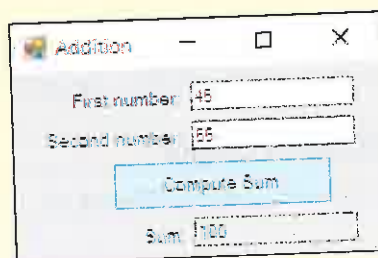 Addition
First number: 45
Second number: 55
Compute Sum
Sum: 100